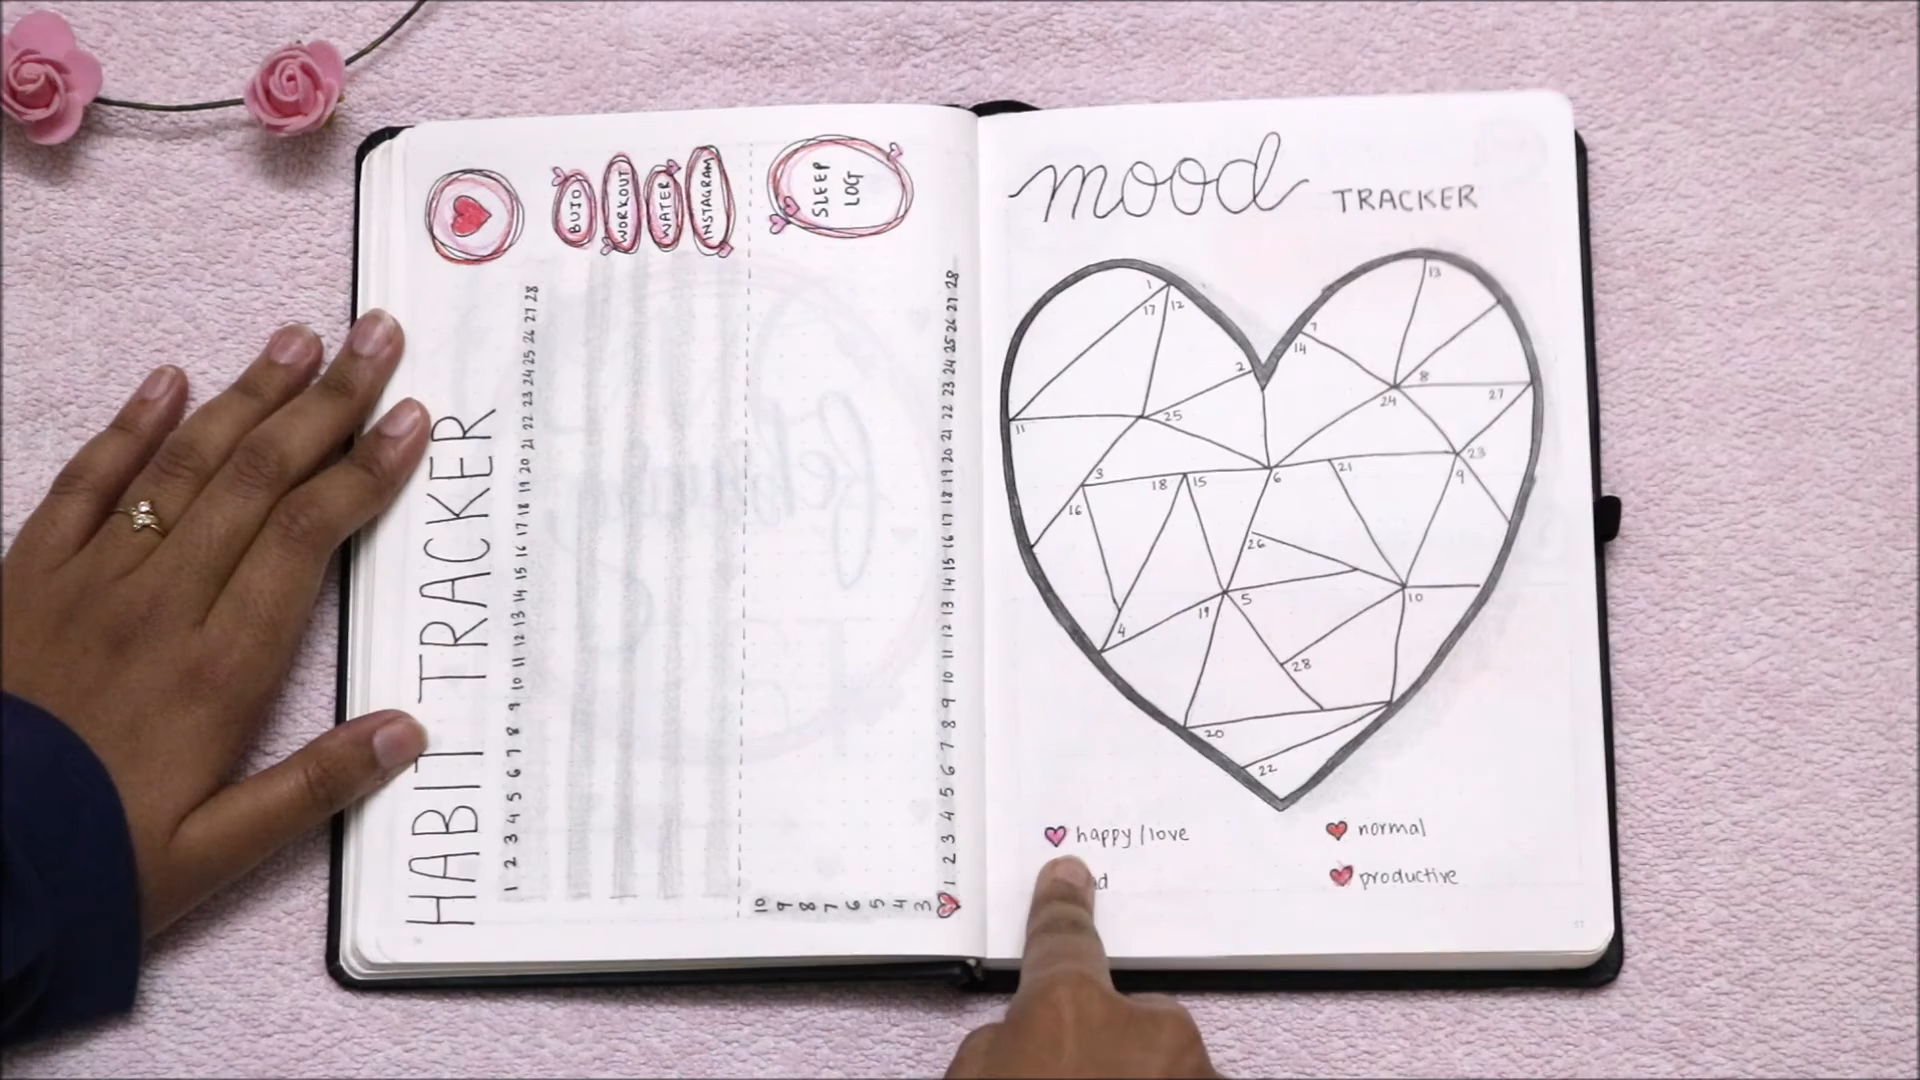 HABIT TRACKER
1 2 3 4 5 6 7 8 9 10 11 12 13 14 15 16 17 18 19 20 21 22 23 24 25 26 27 28
BUJO
WORKOUT
WATER
INSTAGRAM
SLEEP
LOG
10
9
8
7
6
5
4
3
1 2 3 4 5 6 7 8 9 10 11 12 13 14 15 16 17 18 19 20 21 22 23 24 25 26 27 28
mood TRACKER
13
1
17 12
7
14
2
8
24 27
25
11
23
3 6 21 9
18 15
16
26
10
19 5
4
28
20
22
happy/love
normal
productive